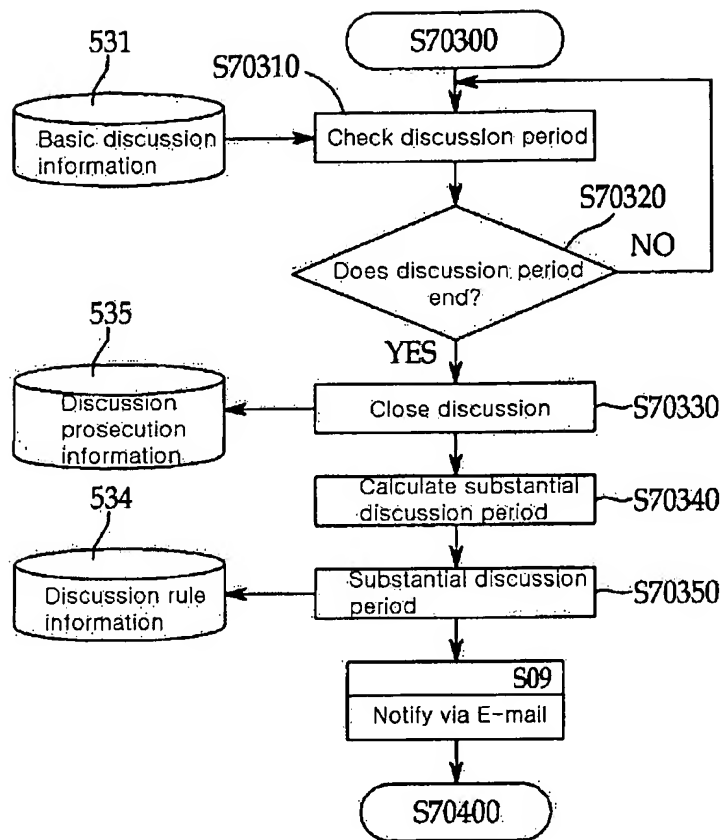 S70300
531
S70310
Basic discussion
information
Check discussion period
S70320
NO
Does discussion period
end?
535
YES
Discussion
prosecution
information
Close discussion
S70330
Calculate substantial
discussion period
S70340
534
Discussion rule
information
Substantial discussion
period
S70350
S09
Notify via E-mail
S70400